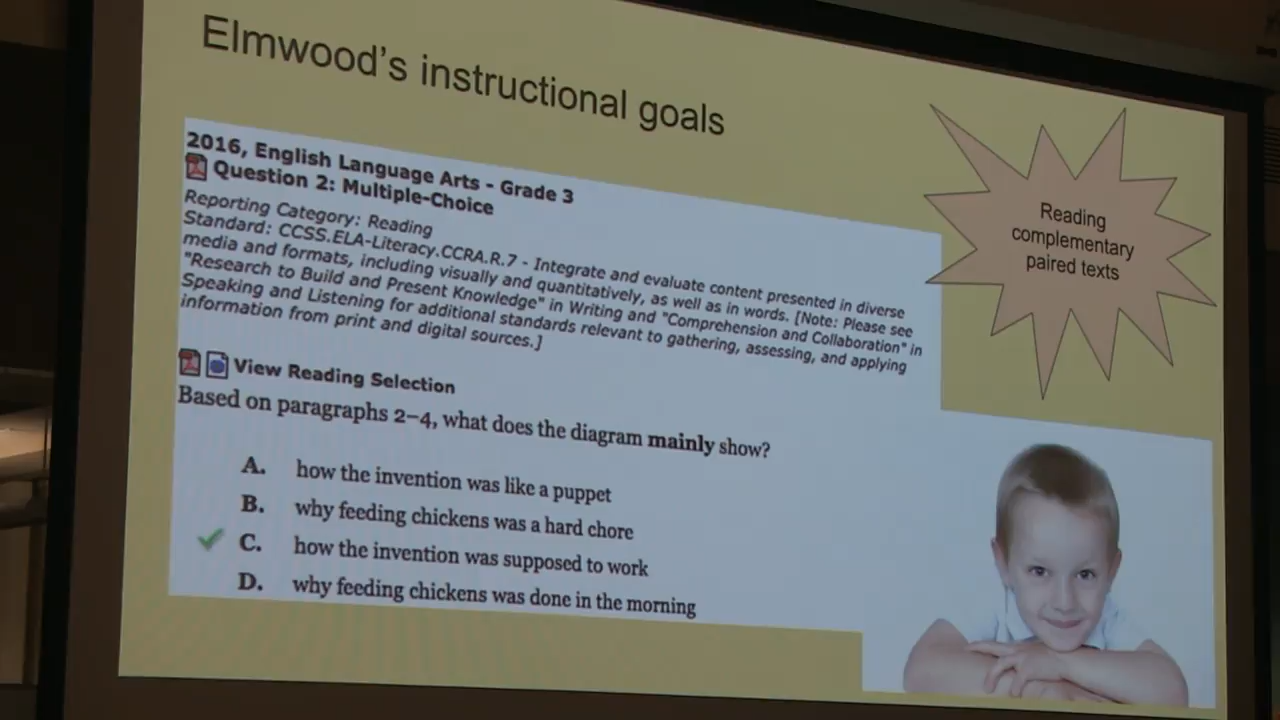 Elmwood's instructional goals
2016, English Language Arts - Grade 3
Question 2: Multiple-Choice
Reporting Category: Reading
Standard: CCSS.ELA-Literacy.CCRA.R.7 - Integrate and evaluate content presented in diverse
media and formats, including visually and quantitatively, as well as in words. [Note: Please see
"Research to Build and Present Knowledge" in Writing and "Comprehension and Collaboration" in
Speaking and Listening for additional standards relevant to gathering, assessing, and applying
information from print and digital sources.]
View Reading Selection
Based on paragraphs 2–4, what does the diagram mainly show?
A. how the invention was like a puppet
B. why feeding chickens was a hard chore
C. how the invention was supposed to work
D. why feeding chickens was done in the morning
Reading
complementary
paired texts